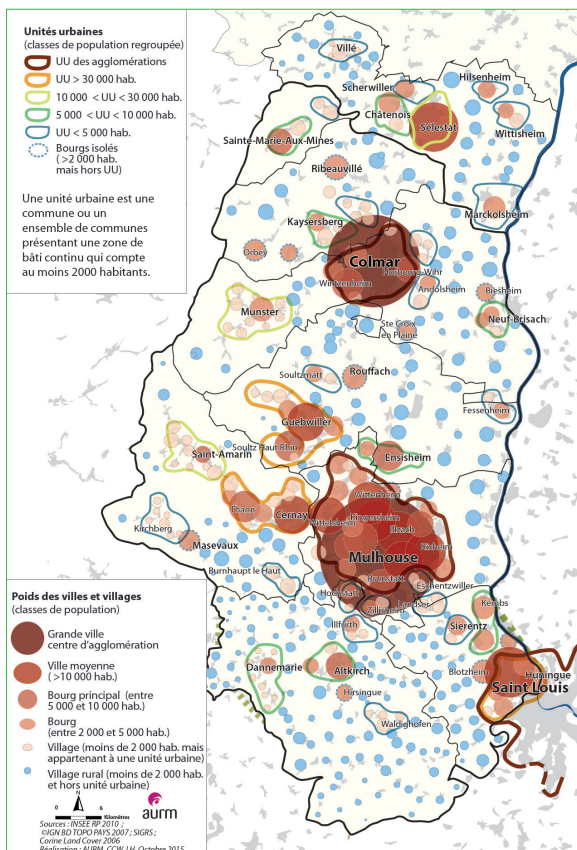 Unités urbaines
(classes de population regroupée)
UU des agglomérations
UU > 30 000 hab.
10 000 < UU < 30 000 hab.
5 000 < UU < 10 000 hab.
UU < 5 000 hab.
Bourgs isolés
(>2 000 hab.
mais hors UU)
Une unité urbaine est une
commune ou un
ensemble de communes
présentant une zone de
bâti continu qui compte
au moins 2000 habitants.
Villé
Scherwiller
Hilsenheim
Châtenois
Sélestat
Wittisheim
Sainte-Marie-Aux-Mines
Ribeauvillé
Marckolsheim
Kaysersberg
Orbey
Colmar
Horbourg-Wihr
Wintzenheim
Andolsheim
Biesheim
Munster
Neuf-Brisach
Ste Croix
en Plaine
Soultzmatt
Rouffach
Fessenheim
Guebwiller
Soultz Haut Rhin
Saint-Amarin
Ensisheim
Wittenheim
Thann
Cernay
Wittelsheim
Kingersheim
Illzach
Kirchberg
Masevaux
Mulhouse
Rixheim
Burnhaupt le Haut
Brunstatt
Eschentzwiller
Hochstatt
Zillisheim
Landser
Kembs
Illfurth
Sierentz
Dannemarie
Altkirch
Blotzheim
Huningue
Saint Louis
Hirsingue
Waldighofen
Poids des villes et villages
(classes de population)
Grande ville
centre d'agglomération
Ville moyenne
(>10 000 hab.)
Bourg principal (entre
5 000 et 10 000 hab.)
Bourg
(entre 2 000 et 5 000 hab.)
Village (moins de 2 000 hab. mais
appartenant à une unité urbaine)
Village rural (moins de 2 000 hab.
et hors unité urbaine)
N
0 6
Kilomètres
aurm
Sources : INSEE RP 2010 ;
©IGN BD TOPO PAYS 2007 ; SIGRS ;
Corine Land Cover 2006
Réalisation : AURM, CCW, LH, Octobre 2015